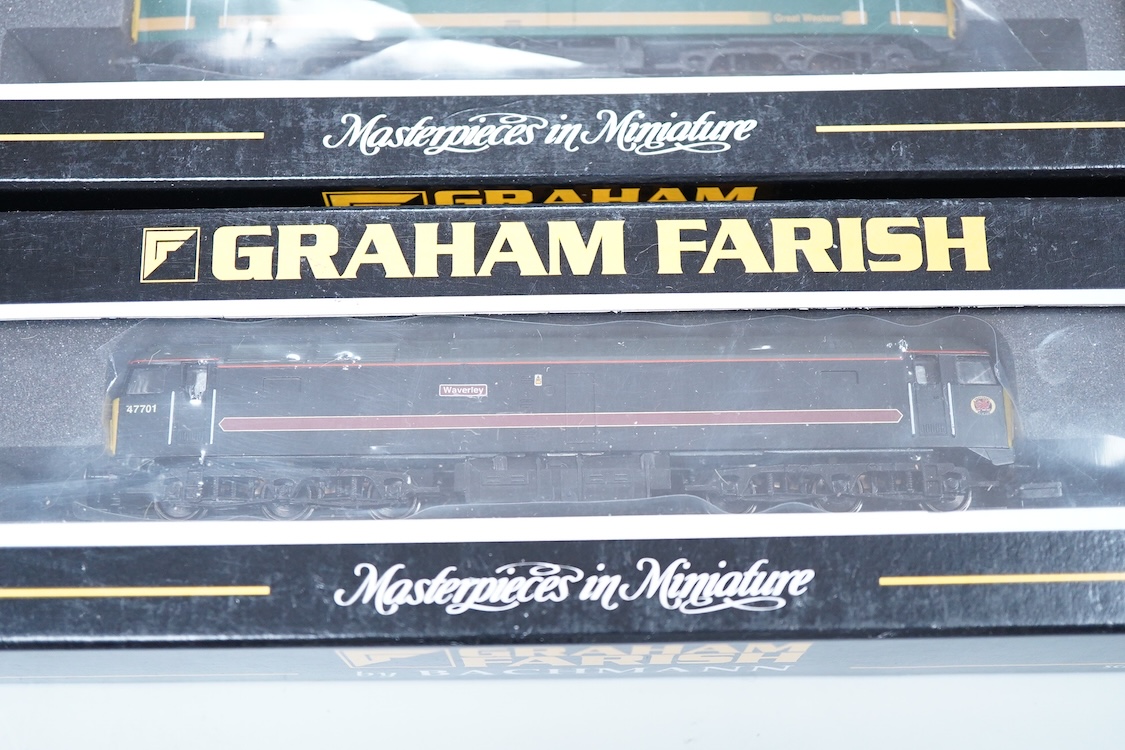 Great Western
Masterpieces in Miniature
GRAHAM
GRAHAM FARISH
Waverley
47701
Masterpieces in Miniature
GRAHAM
FARISH
by BACHMANN